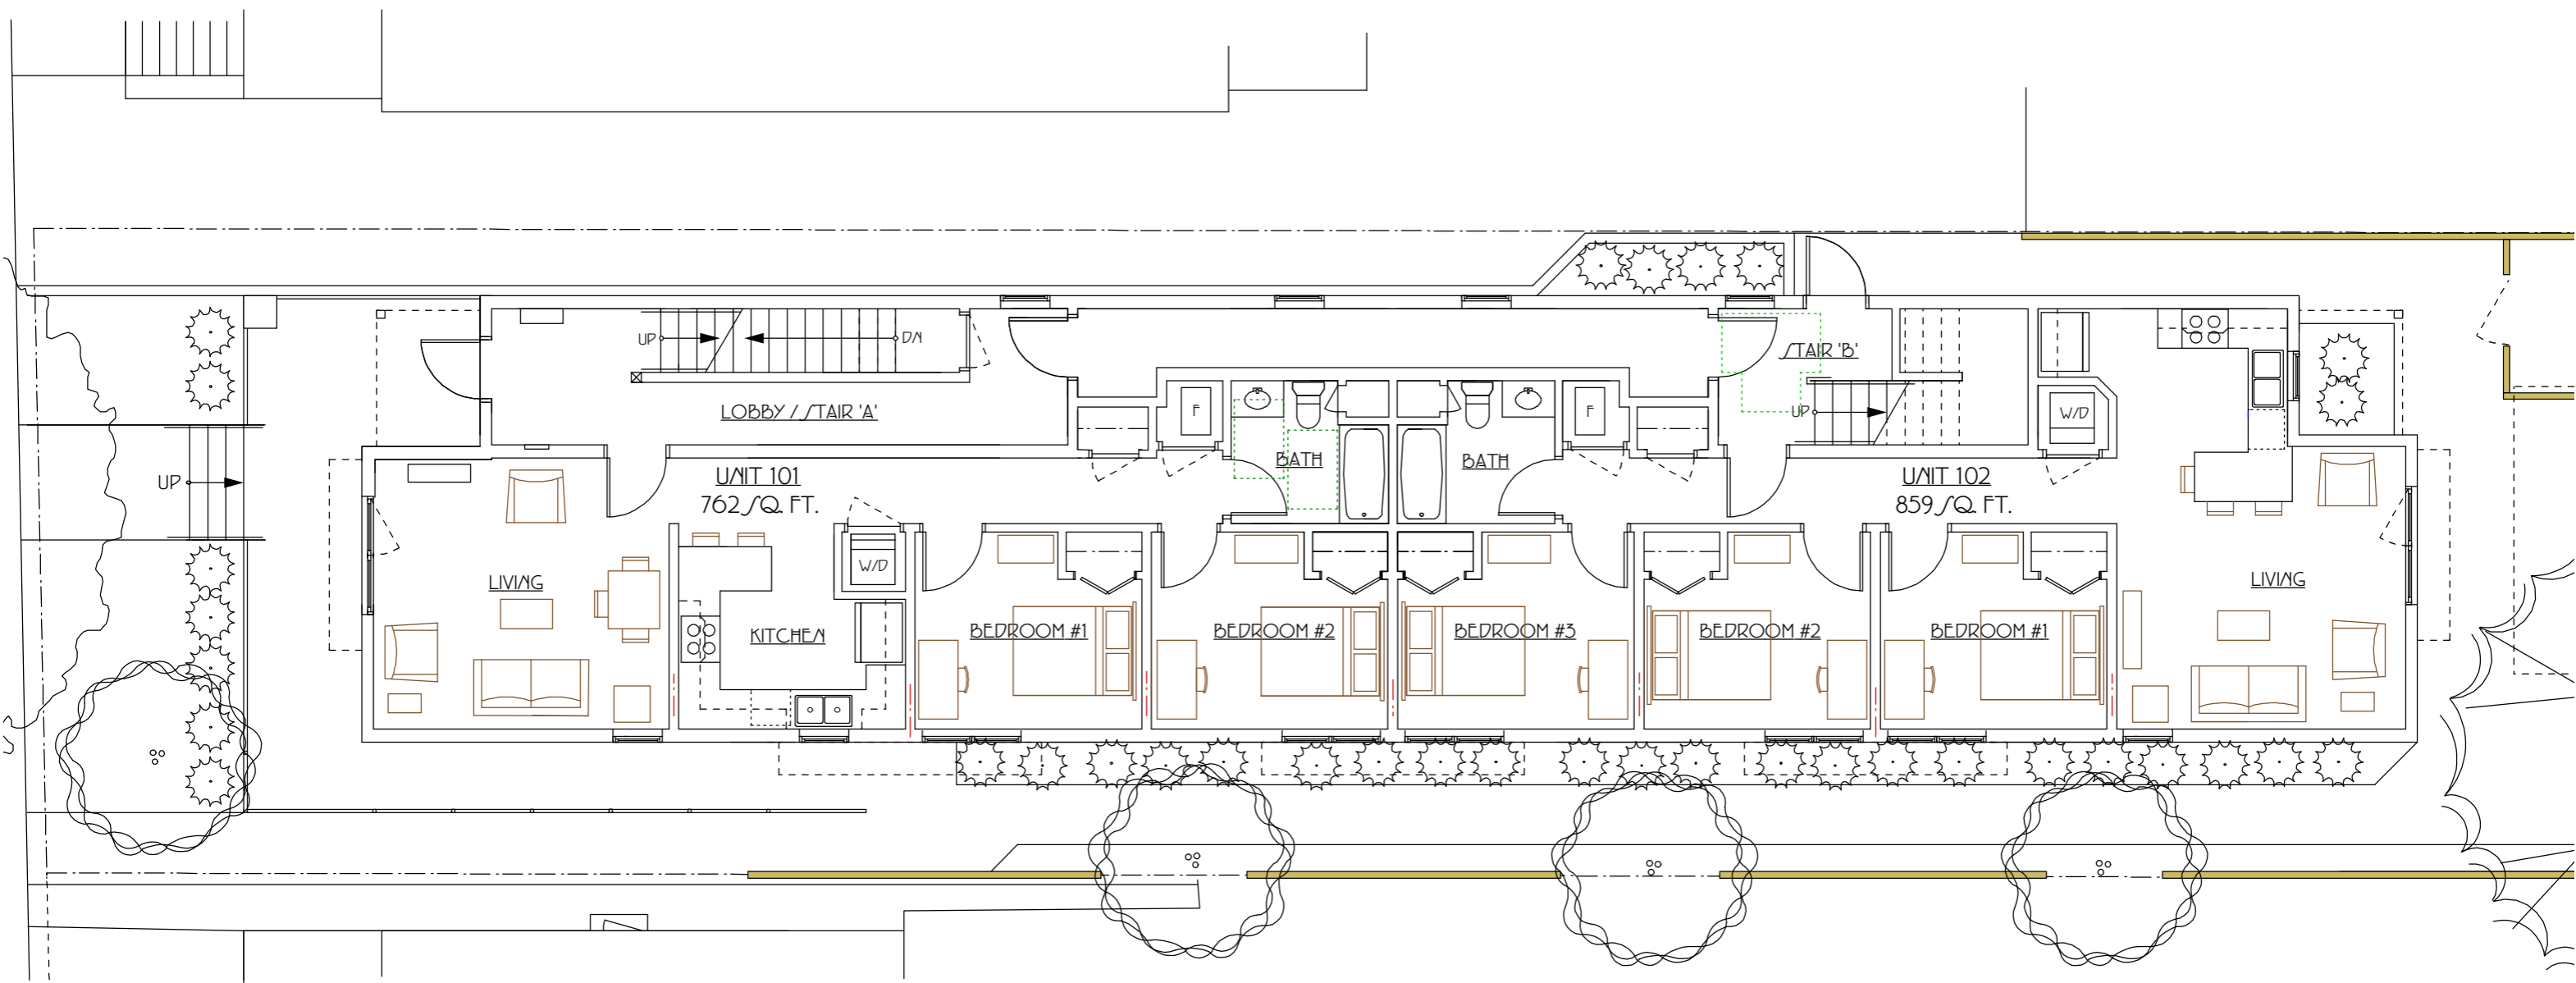 UP
DN
STAIR 'B'
LOBBY / STAIR 'A'
F
F
UP
W/D
BATH
BATH
UNIT 101
762 SQ. FT.
UNIT 102
859 SQ. FT.
UP
W/D
LIVING
LIVING
KITCHEN
BEDROOM #1
BEDROOM #2
BEDROOM #3
BEDROOM #2
BEDROOM #1